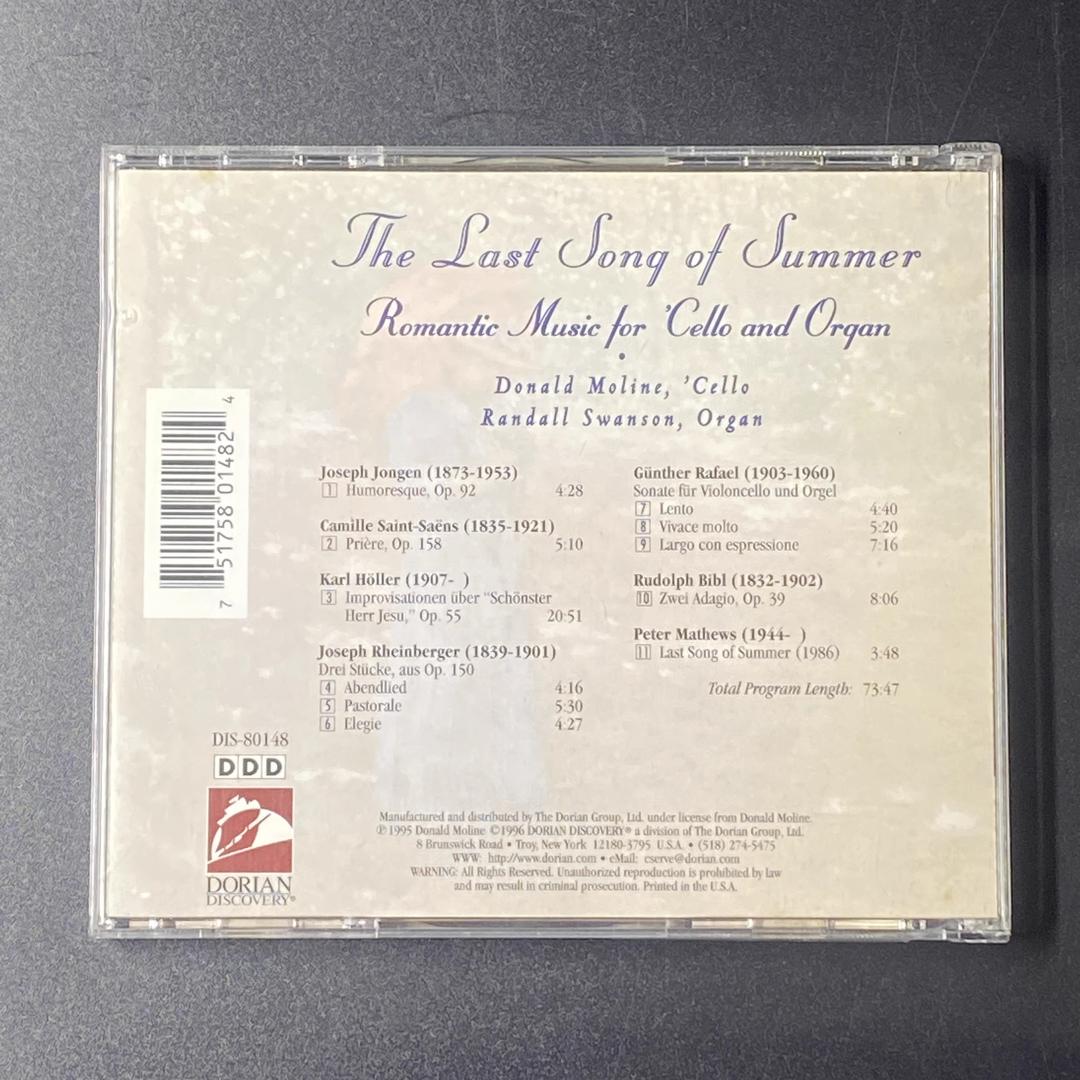 The Last Song of Summer
Romantic Music for 'Cello and Organ
•
Donald Moline, 'Cello
Randall Swanson, Organ
Joseph Jongen (1873-1953)
1 Humoresque, Op. 92 4:28
Camille Saint-Saëns (1835-1921)
2 Prière, Op. 158 5:10
Karl Höller (1907- )
3 Improvisationen über "Schönster
Herr Jesu," Op. 55 20:51
Joseph Rheinberger (1839-1901)
Drei Stücke, aus Op. 150
4 Abendlied 4:16
5 Pastorale 5:30
6 Elegie 4:27
Günther Rafael (1903-1960)
Sonate für Violoncello und Orgel
7 Lento 4:40
8 Vivace molto 5:20
9 Largo con espressione 7:16
Rudolph Bibl (1832-1902)
10 Zwei Adagio, Op. 39 8:06
Peter Mathews (1944- )
11 Last Song of Summer (1986) 3:48
Total Program Length: 73:47
7 51758 01482 4
DIS-80148
DDD
DORIAN
DISCOVERY®
Manufactured and distributed by The Dorian Group, Ltd. under license from Donald Moline.
℗ 1995 Donald Moline © 1996 DORIAN DISCOVERY® a division of The Dorian Group, Ltd.
8 Brunswick Road • Troy, New York 12180-3795 U.S.A. • (518) 274-5475
WWW: http://www.dorian.com • eMail: cserve@dorian.com
WARNING: All Rights Reserved. Unauthorized reproduction is prohibited by law
and may result in criminal prosecution. Printed in the U.S.A.